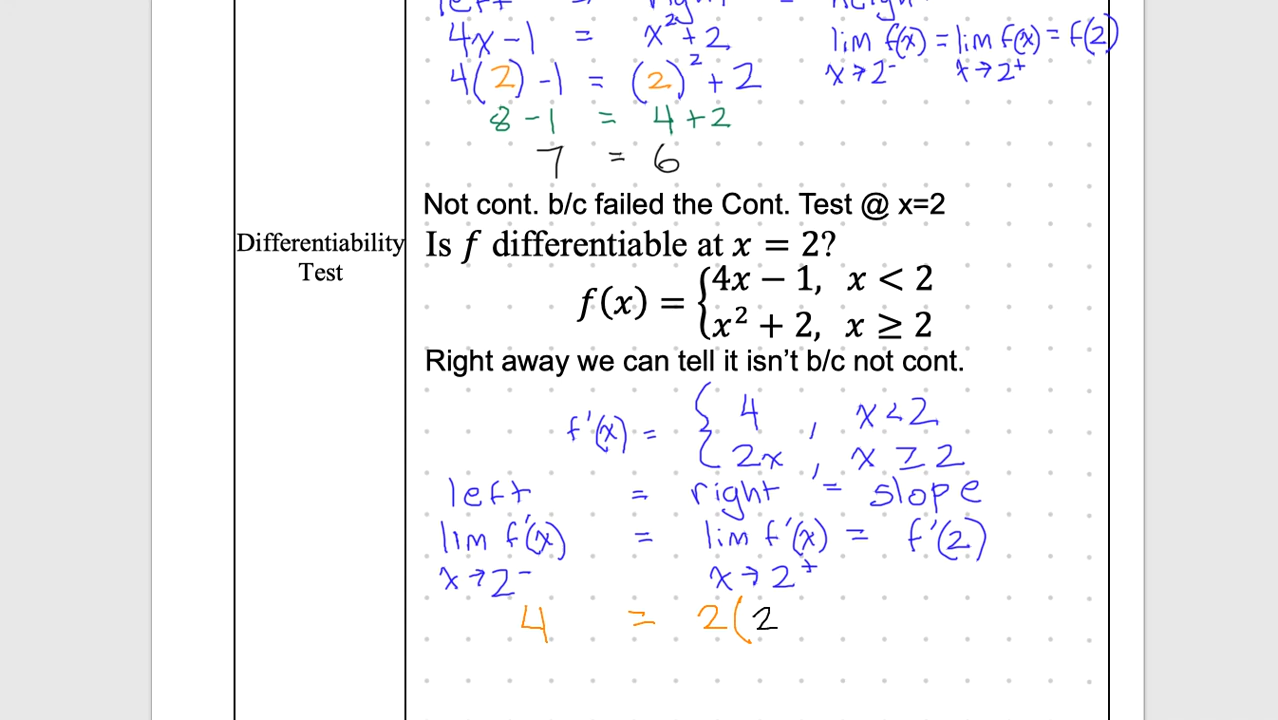 left = right = height
4x - 1 = x² + 2
lim f(x) = lim f(x) = f(2)
x→2⁻ x→2⁺
4(2) - 1 = (2)² + 2
8 - 1 = 4 + 2
7 = 6
Not cont. b/c failed the Cont. Test @ x=2
Differentiability
Test
Is f differentiable at x = 2?
f(x) = {4x − 1, x < 2
x² + 2, x ≥ 2
Right away we can tell it isn't b/c not cont.
f'(x) = { 4 , x < 2
2x , x ≥ 2
left = right = slope
lim f'(x) = lim f'(x) = f'(2)
x→2⁻ x→2⁺
4 = 2(2